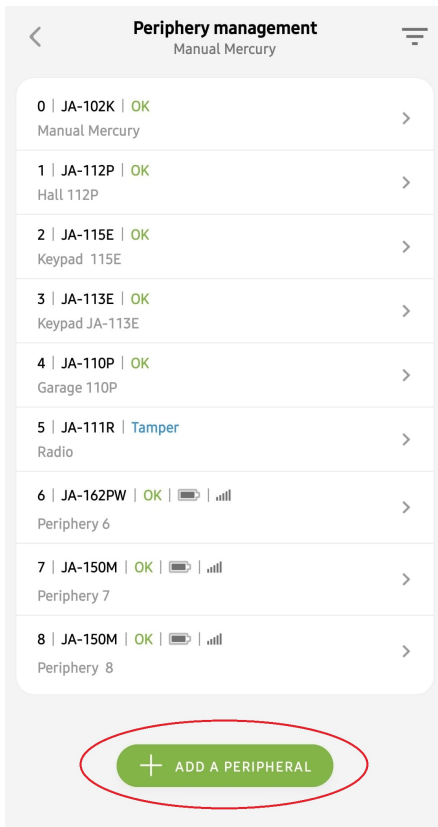 Periphery management
Manual Mercury
0 | JA-102K | OK
Manual Mercury
1 | JA-112P | OK
Hall 112P
2 | JA-115E | OK
Keypad  115E
3 | JA-113E | OK
Keypad JA-113E
4 | JA-110P | OK
Garage 110P
5 | JA-111R | Tamper
Radio
6 | JA-162PW | OK | |
Periphery 6
7 | JA-150M | OK | |
Periphery 7
8 | JA-150M | OK | |
Periphery  8
ADD A PERIPHERAL